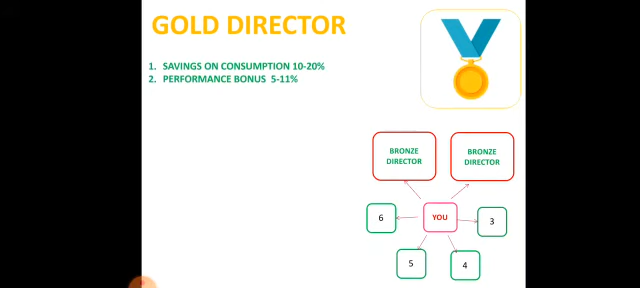 GOLD DIRECTOR
1. SAVINGS ON CONSUMPTION 10-20%
2. PERFORMANCE BONUS 5-11%
BRONZE
DIRECTOR
BRONZE
DIRECTOR
6
YOU
3
5
4